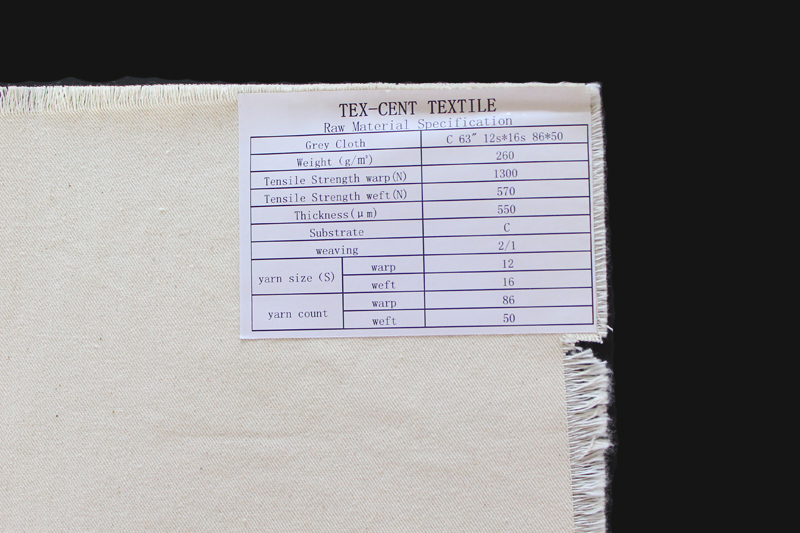 TEX-CENT TEXTILE
Raw Material Specification
Grey Cloth C 63" 12s*16s 86*50
Weight (g/m²) 260
Tensile Strength warp(N) 1300
Tensile Strength weft(N) 570
Thickness(μm) 550
Substrate C
weaving 2/1
yarn size (S) warp 12
weft 16
yarn count warp 86
weft 50